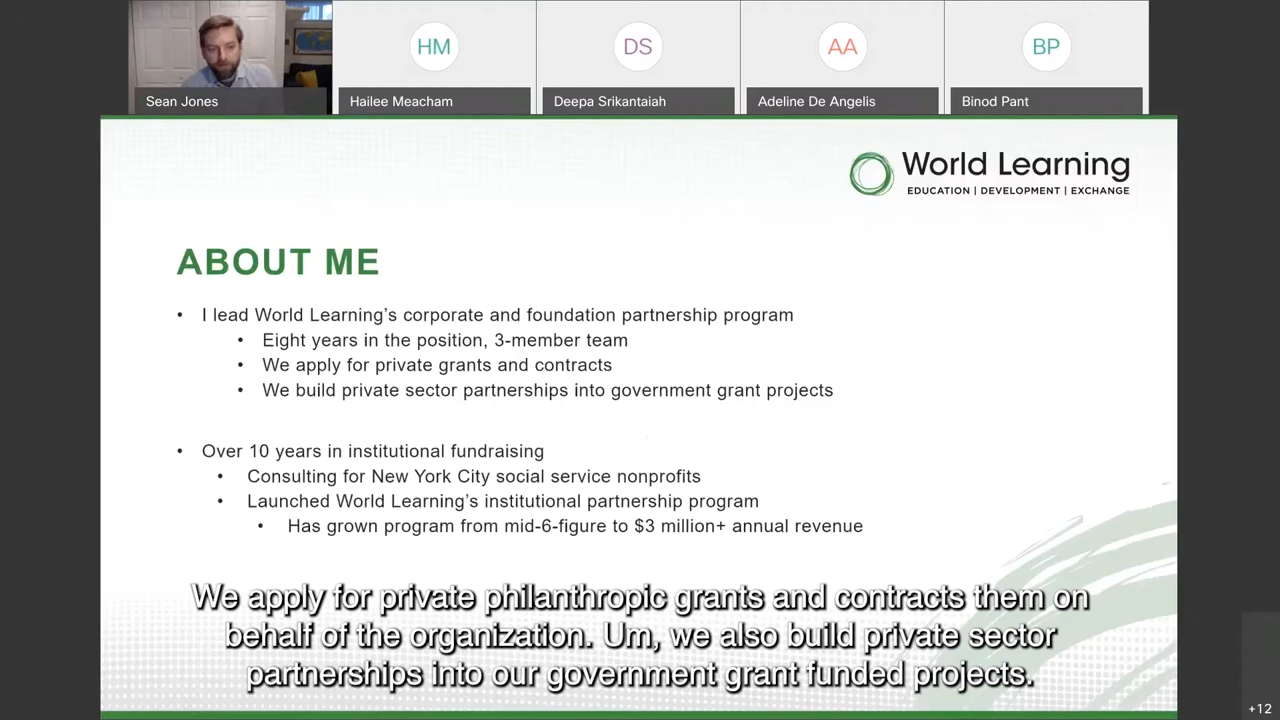 HM
DS
AA
BP
Sean Jones
Hailee Meacham
Deepa Srikantaiah
Adeline De Angelis
Binod Pant
World Learning
EDUCATION | DEVELOPMENT | EXCHANGE
ABOUT ME
• I lead World Learning's corporate and foundation partnership program
• Eight years in the position, 3-member team
• We apply for private grants and contracts
• We build private sector partnerships into government grant projects
• Over 10 years in institutional fundraising
• Consulting for New York City social service nonprofits
• Launched World Learning's institutional partnership program
• Has grown program from mid-6-figure to $3 million+ annual revenue
We apply for private philanthropic grants and contracts them on
behalf of the organization. Um, we also build private sector
partnerships into our government grant funded projects.
+12